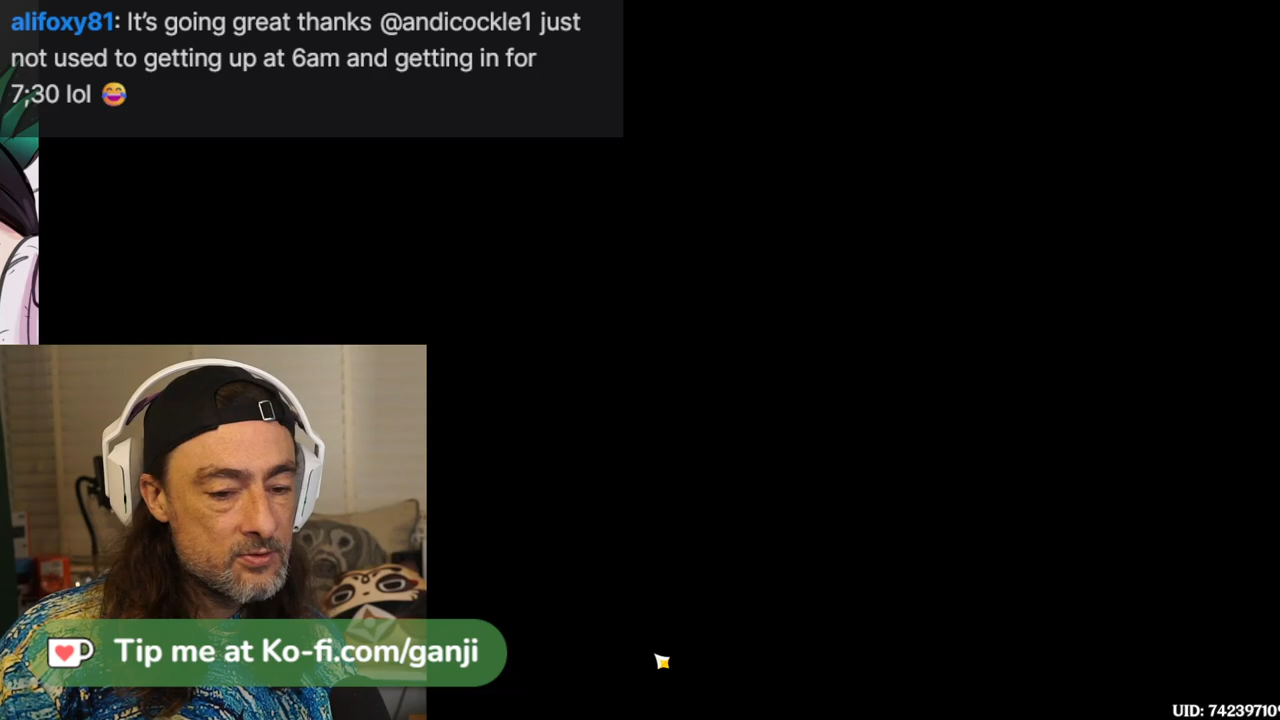 alifoxy81: It's going great thanks @andicockle1 just
not used to getting up at 6am and getting in for
7;30 lol 😂
Tip me at Ko-fi.com/ganji
UID: 742397109